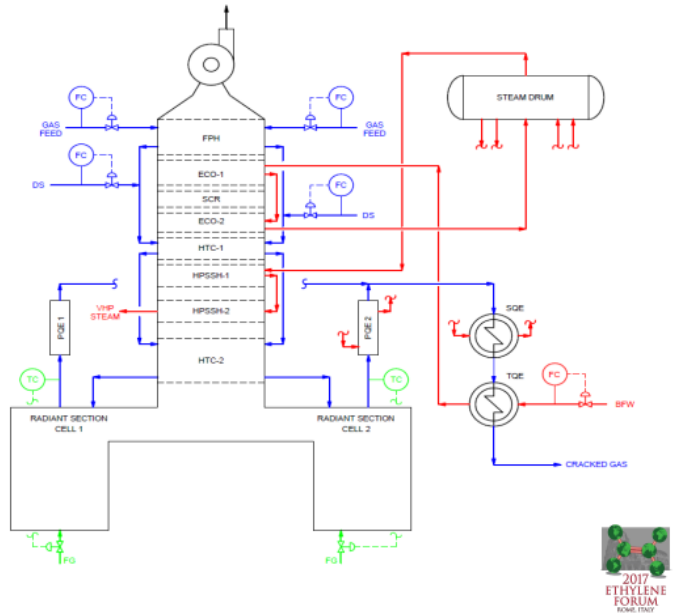 FC
GAS
FEED
FC
GAS
FEED
STEAM DRUM
FPH
FC
DS
ECO-1
FC
DS
SCR
ECO-2
HTC-1
HPSSH-1
VHP
STEAM
HPSSH-2
PQE 1
PQE 2
SQE
HTC-2
TC
TC
TQE
FC
BFW
RADIANT SECTION
CELL 1
RADIANT SECTION
CELL 2
CRACKED GAS
FG
FG
2017
ETHYLENE
FORUM
ROME, ITALY